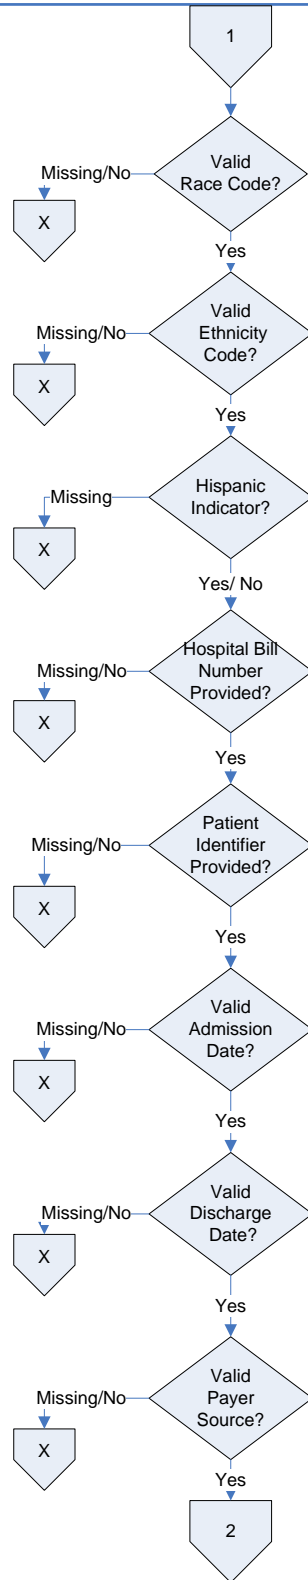 1
Valid
Race Code?
Missing/No
X
Yes
Valid
Ethnicity
Code?
Missing/No
X
Yes
Hispanic
Indicator?
Missing
X
Yes/ No
Hospital Bill
Number
Provided?
Missing/No
X
Yes
Patient
Identifier
Provided?
Missing/No
X
Yes
Valid
Admission
Date?
Missing/No
X
Yes
Valid
Discharge
Date?
Missing/No
X
Yes
Valid
Payer
Source?
Missing/No
X
Yes
2